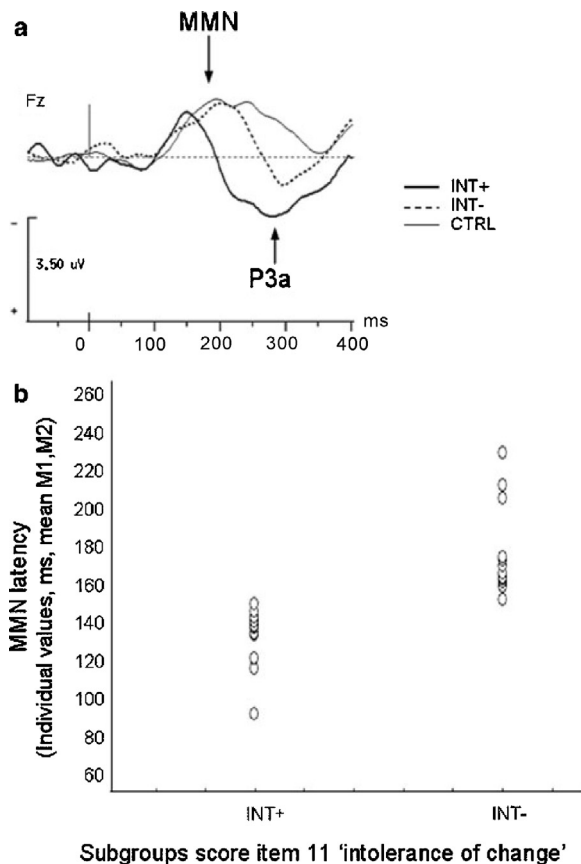 a
MMN
Fz
INT+
INT-
CTRL
-
3.50 uV
P3a
+
ms
0 100 200 300 400
b
260
240
220
200
180
160
140
120
100
80
60
MMN latency
(Individual values, ms, mean M1,M2)
INT+ INT-
Subgroups score item 11 'intolerance of change'